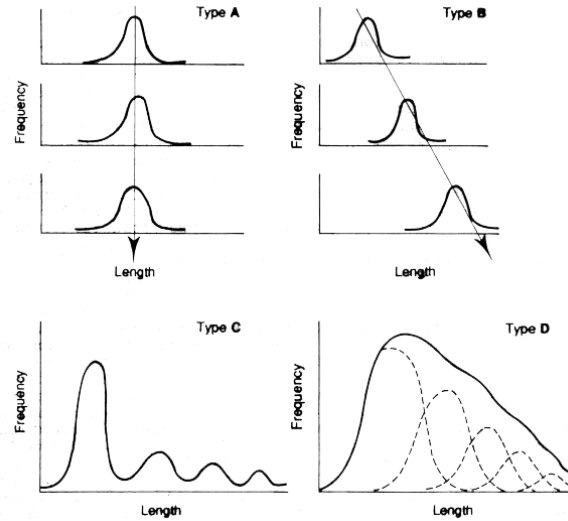 Type A
Frequency
Length
Type B
Frequency
Length
Type C
Frequency
Length
Type D
Frequency
Length